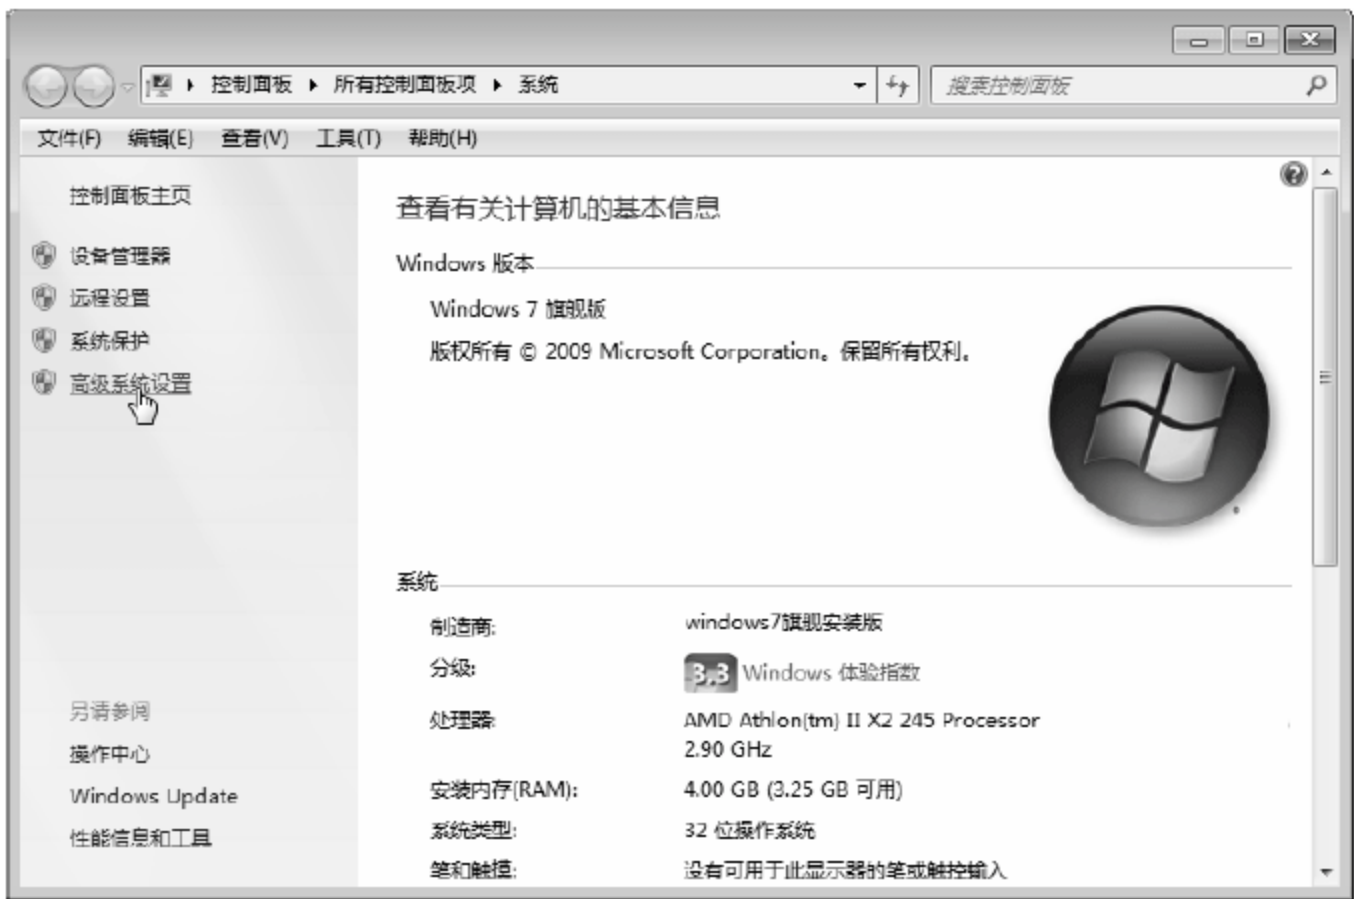 控制面板 ▸ 所有控制面板项 ▸ 系统
搜索控制面板
文件(F) 编辑(E) 查看(V) 工具(T) 帮助(H)
控制面板主页
设备管理器
远程设置
系统保护
高级系统设置
另请参阅
操作中心
Windows Update
性能信息和工具
查看有关计算机的基本信息
Windows 版本
Windows 7 旗舰版
版权所有 © 2009 Microsoft Corporation。保留所有权利。
系统
制造商: windows7旗舰安装版
分级: 3.3 Windows 体验指数
处理器: AMD Athlon(tm) II X2 245 Processor
2.90 GHz
安装内存(RAM): 4.00 GB (3.25 GB 可用)
系统类型: 32 位操作系统
笔和触摸: 没有可用于此显示器的笔或触控输入